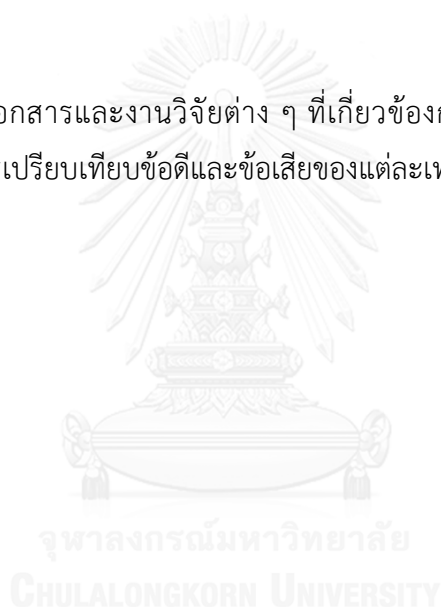 อกสารและงานวิจัยต่าง ๆ ที่เกี่ยวข้องก
เปรียบเทียบข้อดีและข้อเสียของแต่ละเท
จุฬาลงกรณ์มหาวิทยาลัย
CHULALONGKORN UNIVERSITY